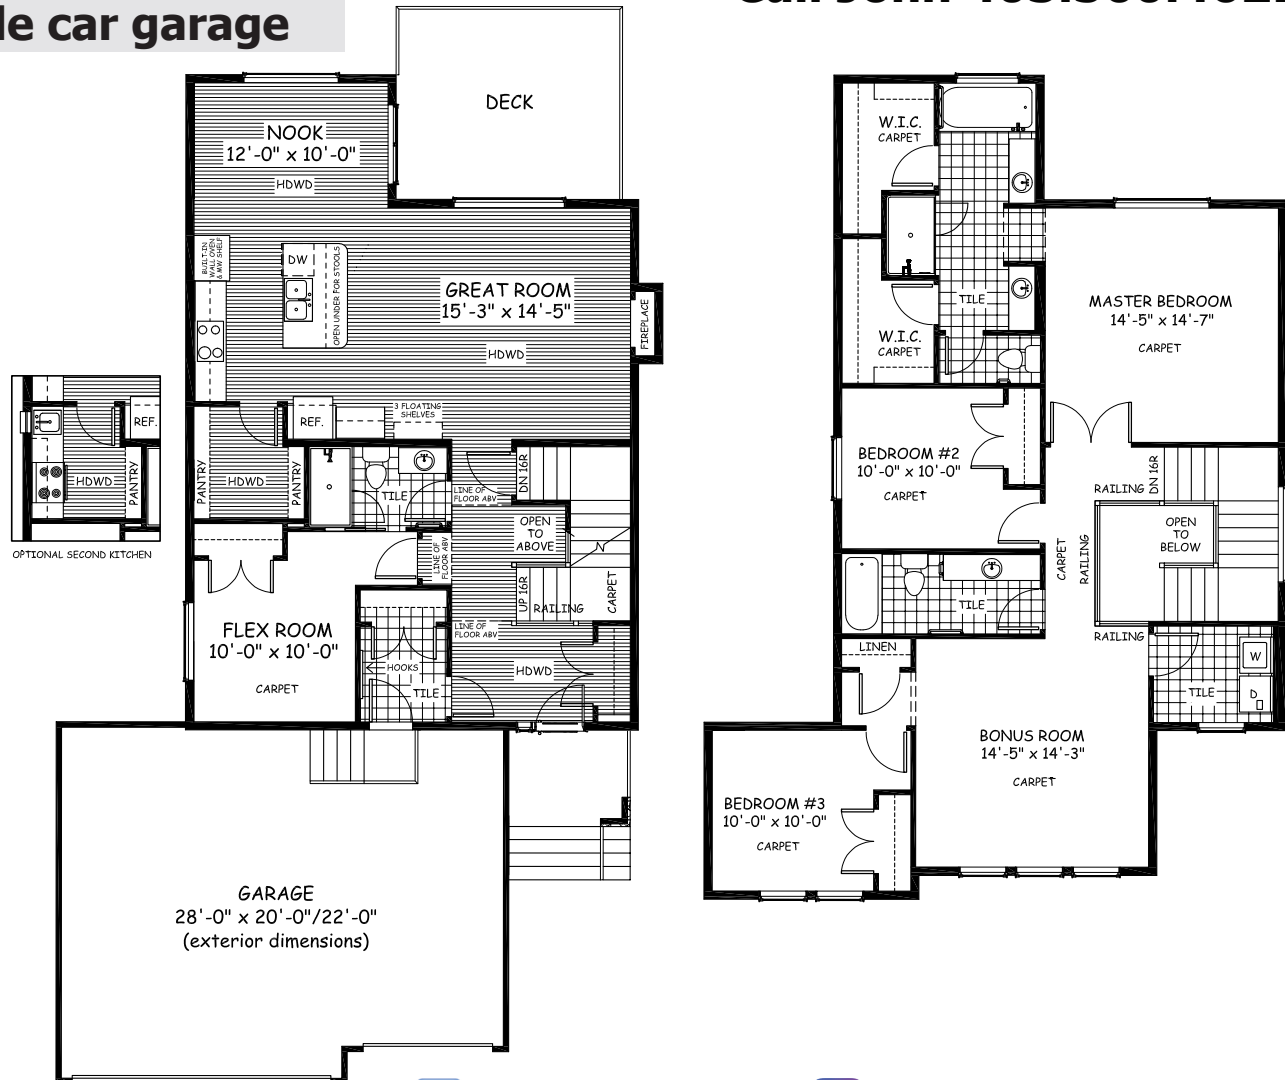 le car garage
DECK
NOOK
12'-0" x 10'-0"
HDWD
BUILT-IN
WALL OVEN
& MW SHELF
DW
OPEN UNDER FOR STOOLS
GREAT ROOM
15'-3" x 14'-5"
HDWD
FIREPLACE
3 FLOATING
SHELVES
REF.
REF.
HDWD
PANTRY
OPTIONAL SECOND KITCHEN
PANTRY
HDWD
PANTRY
TILE
LINE OF
FLOOR ABV
DN 16R
OPEN
TO
ABOVE
LINE OF
FLOOR ABV
UP 16R
RAILING
CARPET
LINE OF
FLOOR ABV
FLEX ROOM
10'-0" x 10'-0"
CARPET
HOOKS
TILE
HDWD
GARAGE
28'-0" x 20'-0"/22'-0"
(exterior dimensions)
W.I.C.
CARPET
TILE
W.I.C.
CARPET
MASTER BEDROOM
14'-5" x 14'-7"
CARPET
BEDROOM #2
10'-0" x 10'-0"
CARPET
RAILING
DN 16R
OPEN
TO
BELOW
CARPET
RAILING
TILE
RAILING
LINEN
W
TILE
D
BONUS ROOM
14'-5" x 14'-3"
CARPET
BEDROOM #3
10'-0" x 10'-0"
CARPET